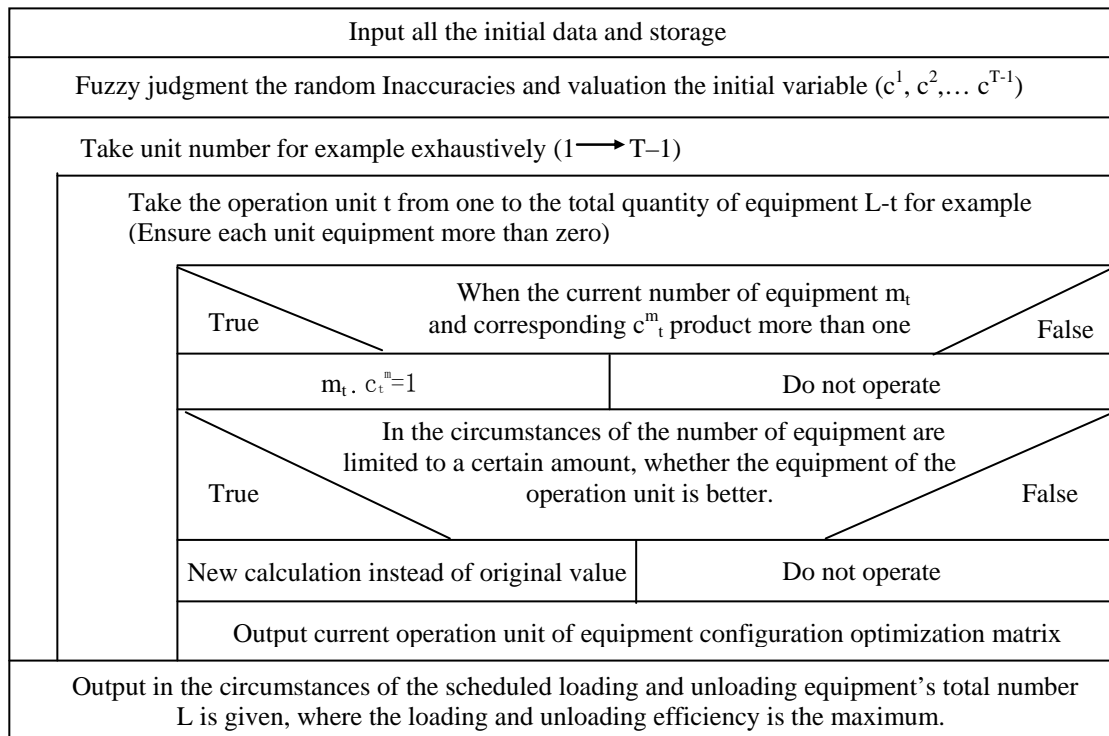 Input all the initial data and storage
Fuzzy judgment the random Inaccuracies and valuation the initial variable (c¹, c²,… cᵀ⁻¹)
Take unit number for example exhaustively (1 ⟶ T–1)
Take the operation unit t from one to the total quantity of equipment L-t for example
(Ensure each unit equipment more than zero)
When the current number of equipment mₜ
and corresponding cᵐₜ product more than one
True
False
mₜ. cₜᵐ=1
Do not operate
In the circumstances of the number of equipment are
limited to a certain amount, whether the equipment of the
operation unit is better.
True
False
New calculation instead of original value
Do not operate
Output current operation unit of equipment configuration optimization matrix
Output in the circumstances of the scheduled loading and unloading equipment’s total number
L is given, where the loading and unloading efficiency is the maximum.